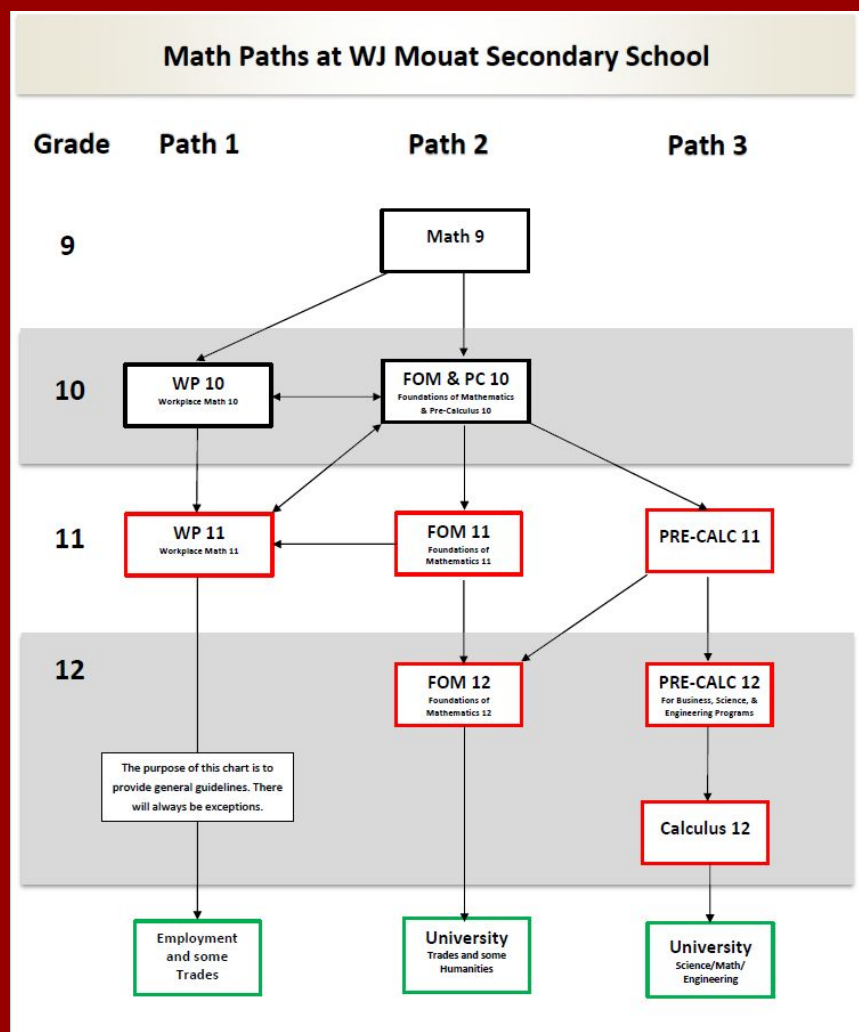 Math Paths at WJ Mouat Secondary School
Grade Path 1 Path 2 Path 3
9
Math 9
10
WP 10
Workplace Math 10
FOM & PC 10
Foundations of Mathematics
& Pre-Calculus 10
11
WP 11
Workplace Math 11
FOM 11
Foundations of
Mathematics 11
PRE-CALC 11
12
FOM 12
Foundations of
Mathematics 12
PRE-CALC 12
For Business, Science, &
Engineering Programs
The purpose of this chart is to
provide general guidelines. There
will always be exceptions.
Calculus 12
Employment
and some
Trades
University
Trades and some
Humanities
University
Science/Math/
Engineering